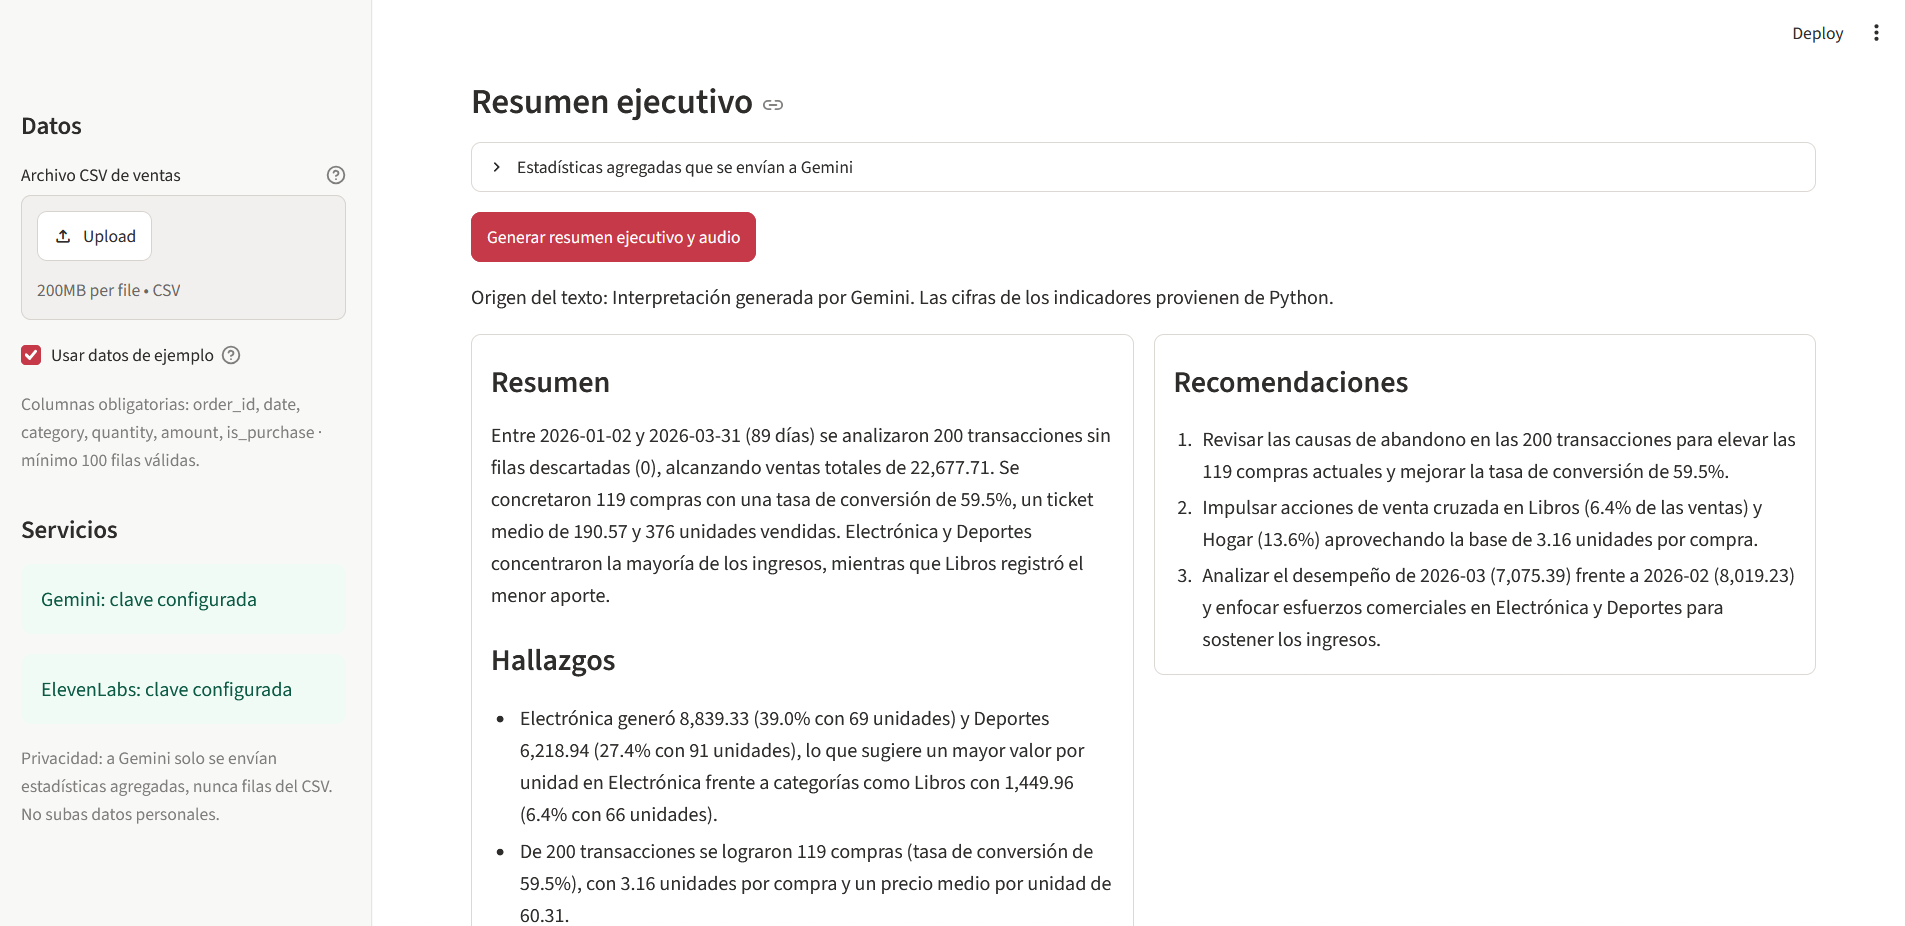 Deploy
Datos
Archivo CSV de ventas
Upload
200MB per file • CSV
Usar datos de ejemplo
Columnas obligatorias: order_id, date,
category, quantity, amount, is_purchase ·
mínimo 100 filas válidas.
Servicios
Gemini: clave configurada
ElevenLabs: clave configurada
Privacidad: a Gemini solo se envían
estadísticas agregadas, nunca filas del CSV.
No subas datos personales.
Resumen ejecutivo
Estadísticas agregadas que se envían a Gemini
Generar resumen ejecutivo y audio
Origen del texto: Interpretación generada por Gemini. Las cifras de los indicadores provienen de Python.
Resumen
Entre 2026-01-02 y 2026-03-31 (89 días) se analizaron 200 transacciones sin
filas descartadas (0), alcanzando ventas totales de 22,677.71. Se
concretaron 119 compras con una tasa de conversión de 59.5%, un ticket
medio de 190.57 y 376 unidades vendidas. Electrónica y Deportes
concentraron la mayoría de los ingresos, mientras que Libros registró el
menor aporte.
Hallazgos
• Electrónica generó 8,839.33 (39.0% con 69 unidades) y Deportes
6,218.94 (27.4% con 91 unidades), lo que sugiere un mayor valor por
unidad en Electrónica frente a categorías como Libros con 1,449.96
(6.4% con 66 unidades).
• De 200 transacciones se lograron 119 compras (tasa de conversión de
59.5%), con 3.16 unidades por compra y un precio medio por unidad de
60.31.
Recomendaciones
1. Revisar las causas de abandono en las 200 transacciones para elevar las
119 compras actuales y mejorar la tasa de conversión de 59.5%.
2. Impulsar acciones de venta cruzada en Libros (6.4% de las ventas) y
Hogar (13.6%) aprovechando la base de 3.16 unidades por compra.
3. Analizar el desempeño de 2026-03 (7,075.39) frente a 2026-02 (8,019.23)
y enfocar esfuerzos comerciales en Electrónica y Deportes para
sostener los ingresos.